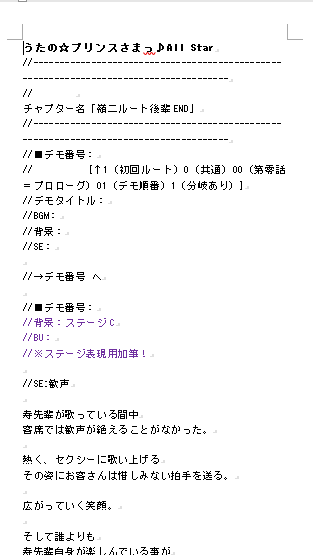 うたの☆プリンスさまっ♪All Star
//------------------------------------------------
----------------------------------------
//
チャプター名「嶺二ルート後輩END」
//------------------------------------------------
----------------------------------------
//■デモ番号：
//　　　　[↑1（初回ルート）0（共通）00（第零話
＝プロローグ）01（デモ順番）1（分岐あり）]
//デモタイトル：
//BGM：
//背景：
//SE：
//→デモ番号 へ
//■デモ番号：
//背景：ステージC
//BU：
//※ステージ表現用加筆！
//SE:歓声
寿先輩が歌っている間中
客席では歓声が絶えることがなかった。
熱く、セクシーに歌い上げる
その姿にお客さんは惜しみない拍手を送る。
広がっていく笑顔。
そして誰よりも
寿先輩自身が楽しんでいる事が